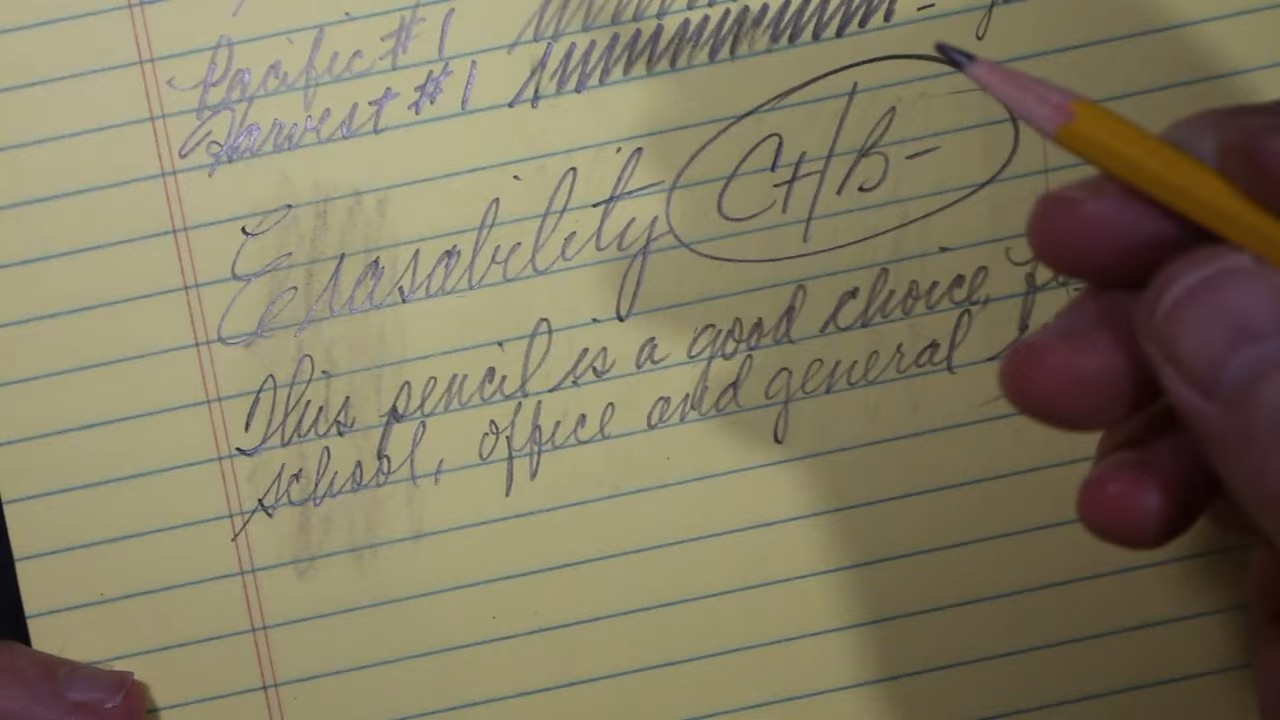 Pacific #1
Harvest #1
Erasability C+/B-
This pencil is a good choice
school, office and general